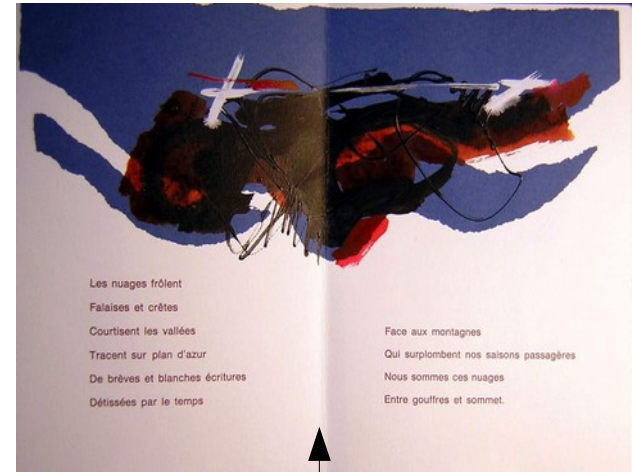 Les nuages frôlent
Falaises et crêtes
Courtisent les vallées
Tracent sur plan d'azur
De brèves et blanches écritures
Détissées par le temps
Face aux montagnes
Qui surplombent nos saisons passagères
Nous sommes ces nuages
Entre gouffres et sommet.